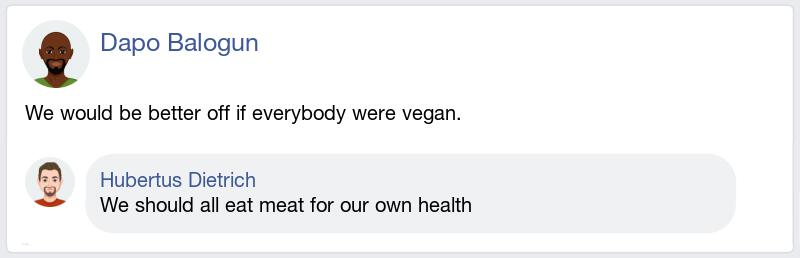 Dapo Balogun
We would be better off if everybody were vegan.
Hubertus Dietrich
We should all eat meat for our own health